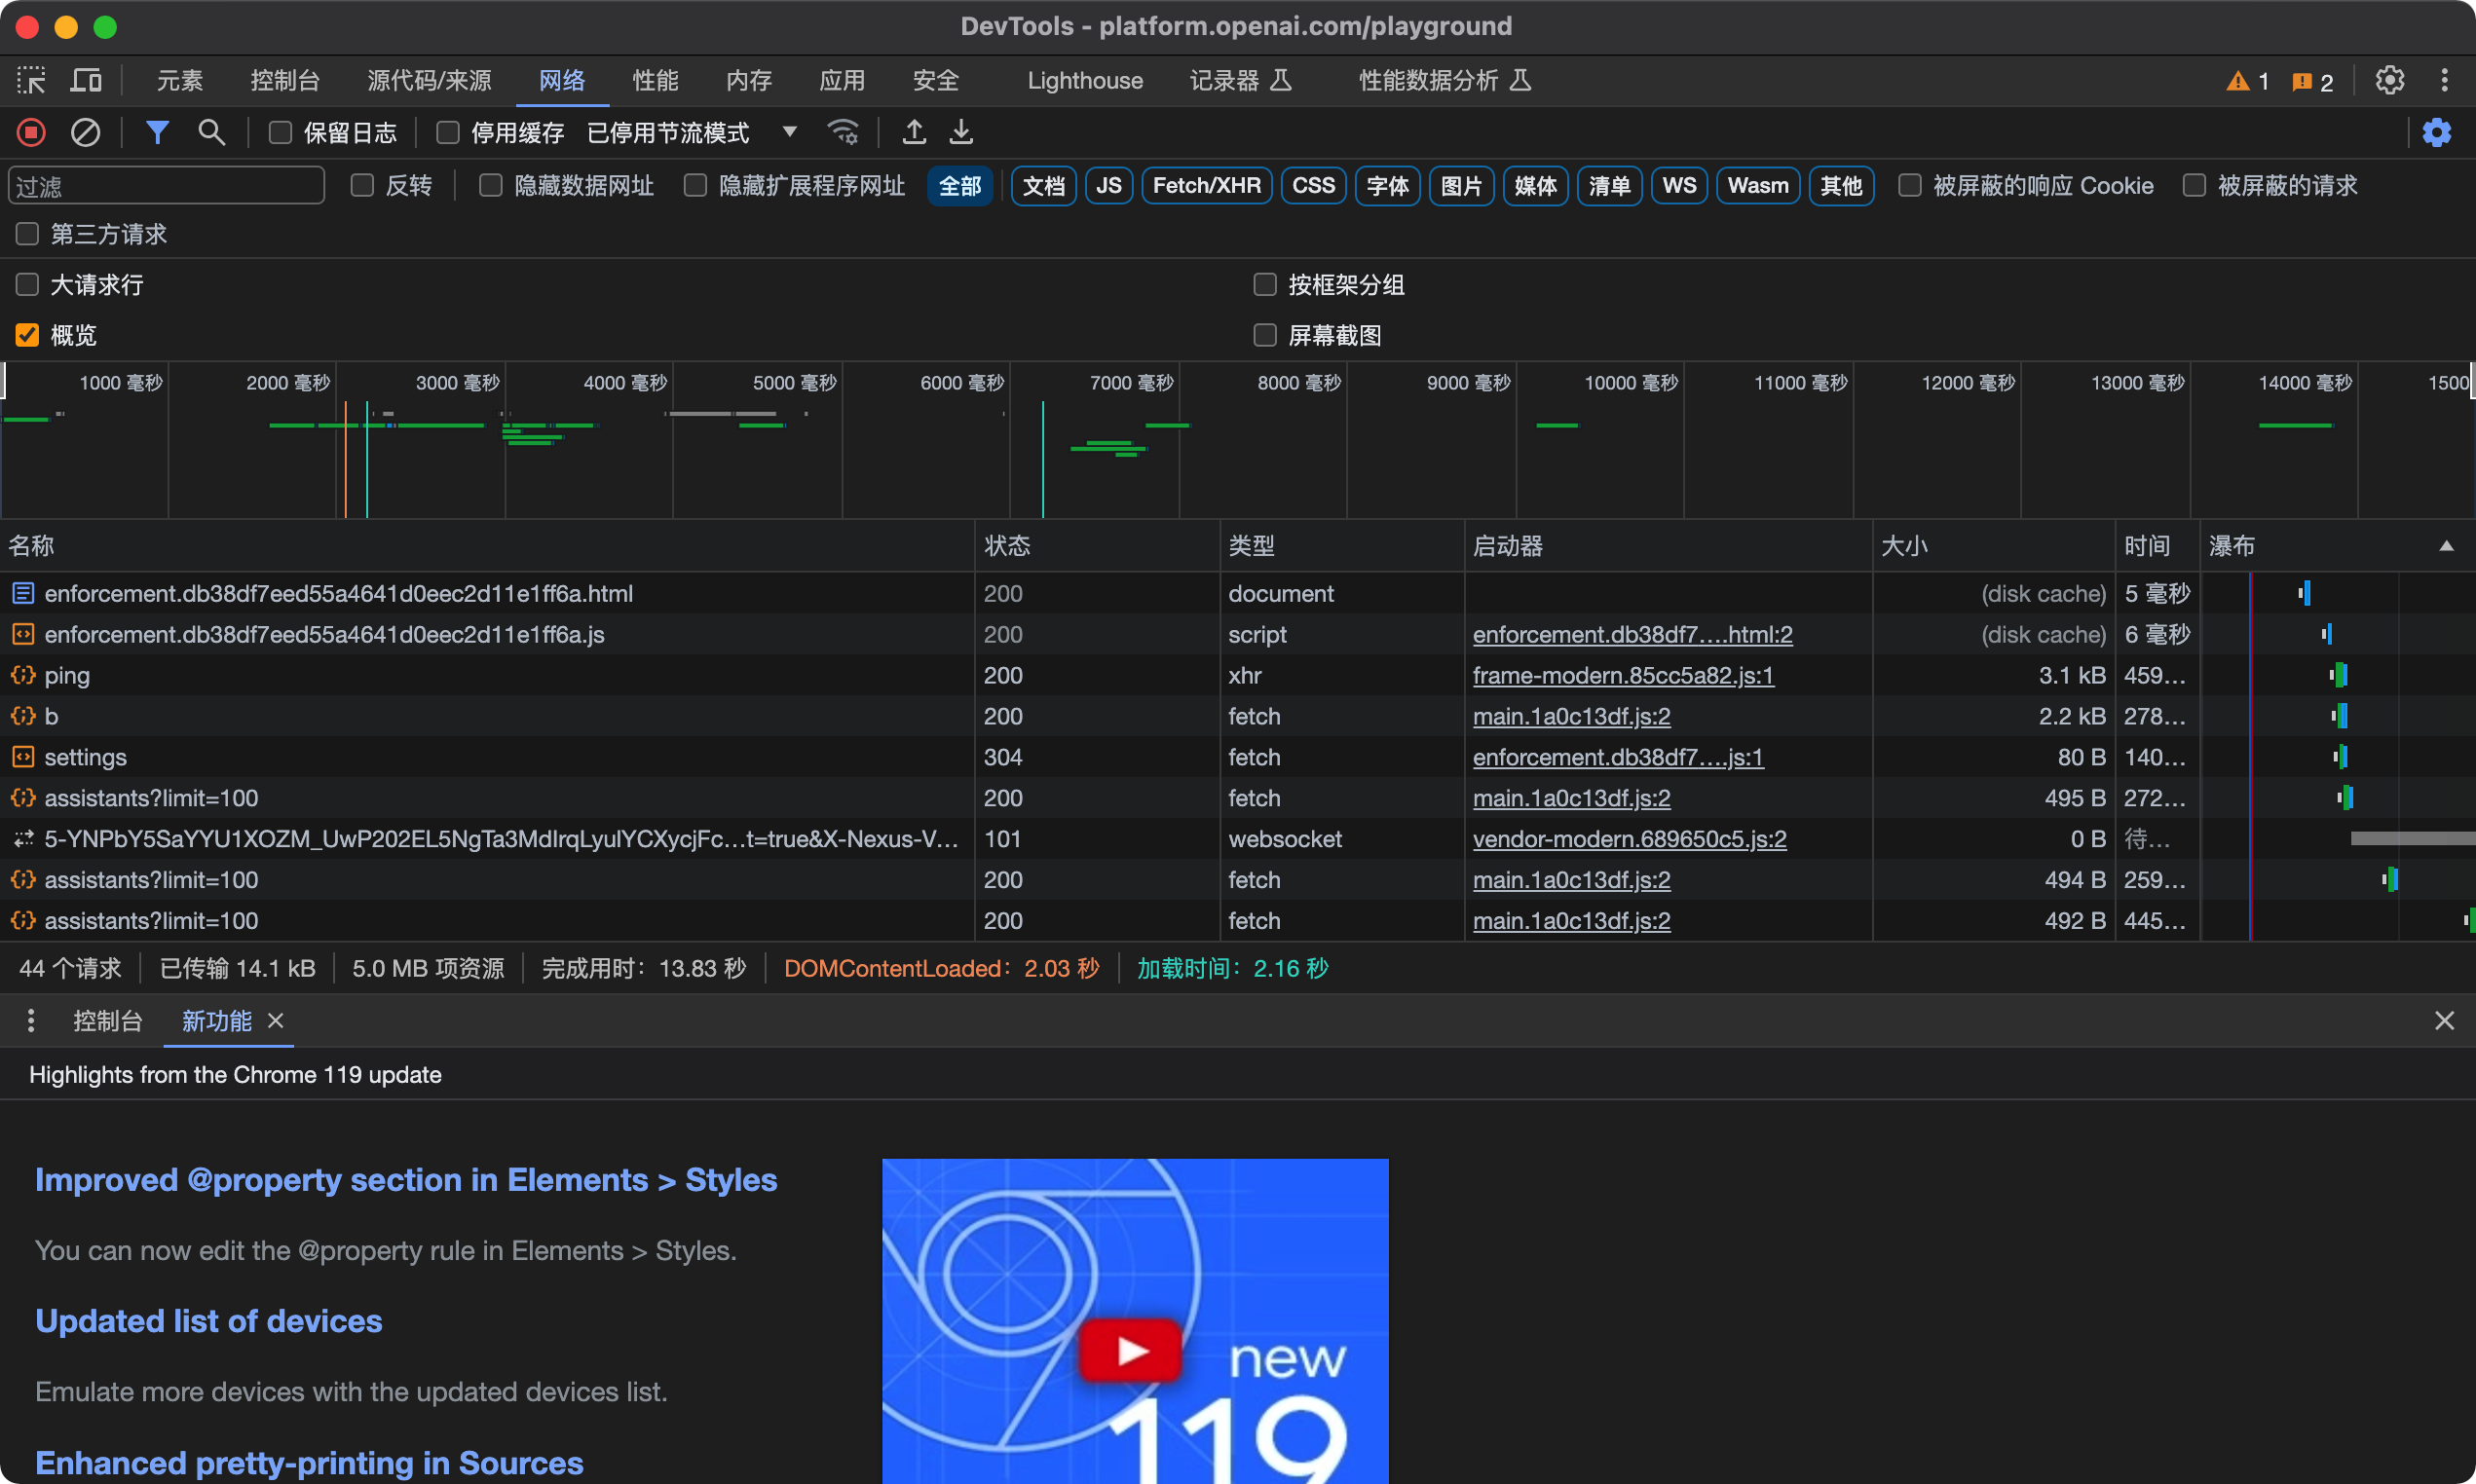 DevTools - platform.openai.com/playground
元素 控制台 源代码/来源 网络 性能 内存 应用 安全 Lighthouse 记录器 性能数据分析 1 2
保留日志 停用缓存 已停用节流模式
过滤 反转 隐藏数据网址 隐藏扩展程序网址 全部 文档 JS Fetch/XHR CSS 字体 图片 媒体 清单 WS Wasm 其他 被屏蔽的响应 Cookie 被屏蔽的请求
第三方请求
大请求行 按框架分组
概览 屏幕截图
1000 毫秒 2000 毫秒 3000 毫秒 4000 毫秒 5000 毫秒 6000 毫秒 7000 毫秒 8000 毫秒 9000 毫秒 10000 毫秒 11000 毫秒 12000 毫秒 13000 毫秒 14000 毫秒 1500
名称 状态 类型 启动器 大小 时间 瀑布
enforcement.db38df7eed55a4641d0eec2d11e1ff6a.html 200 document (disk cache) 5 毫秒
enforcement.db38df7eed55a4641d0eec2d11e1ff6a.js 200 script enforcement.db38df7….html:2 (disk cache) 6 毫秒
ping 200 xhr frame-modern.85cc5a82.js:1 3.1 kB 459…
b 200 fetch main.1a0c13df.js:2 2.2 kB 278…
settings 304 fetch enforcement.db38df7….js:1 80 B 140…
assistants?limit=100 200 fetch main.1a0c13df.js:2 495 B 272…
5-YNPbY5SaYYU1XOZM_UwP202EL5NgTa3MdIrqLyulYCXycjFc…t=true&X-Nexus-V… 101 websocket vendor-modern.689650c5.js:2 0 B 待…
assistants?limit=100 200 fetch main.1a0c13df.js:2 494 B 259…
assistants?limit=100 200 fetch main.1a0c13df.js:2 492 B 445…
44 个请求 已传输 14.1 kB 5.0 MB 项资源 完成用时：13.83 秒 DOMContentLoaded：2.03 秒 加载时间：2.16 秒
控制台 新功能
Highlights from the Chrome 119 update
Improved @property section in Elements > Styles
You can now edit the @property rule in Elements > Styles.
Updated list of devices
Emulate more devices with the updated devices list.
Enhanced pretty-printing in Sources
new
119